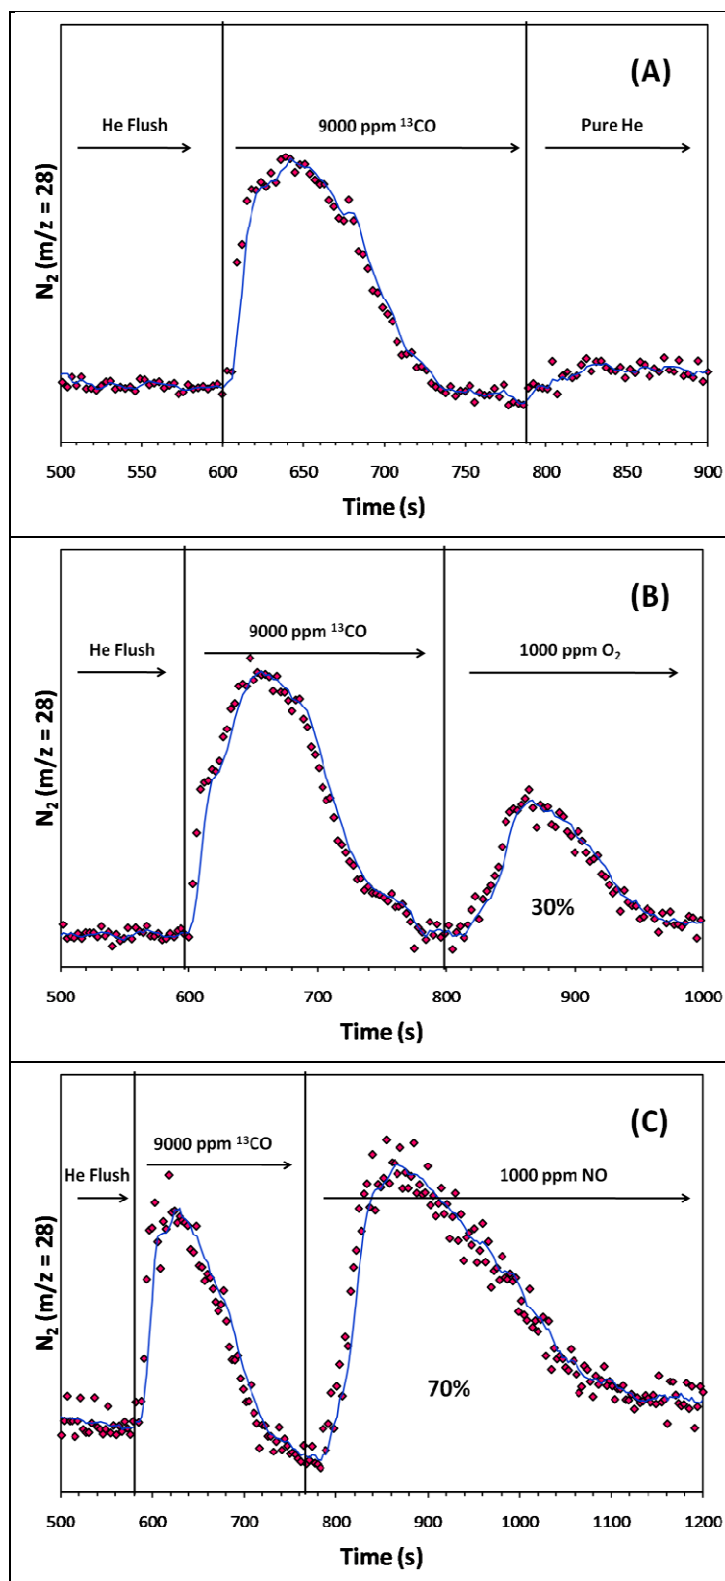 (A)
He Flush
9000 ppm ¹³CO
Pure He
N₂ (m/z = 28)
500 550 600 650 700 750 800 850 900
Time (s)
(B)
He Flush
9000 ppm ¹³CO
1000 ppm O₂
N₂ (m/z = 28)
30%
500 600 700 800 900 1000
Time (s)
(C)
He Flush
9000 ppm ¹³CO
1000 ppm NO
N₂ (m/z = 28)
70%
500 600 700 800 900 1000 1100 1200
Time (s)